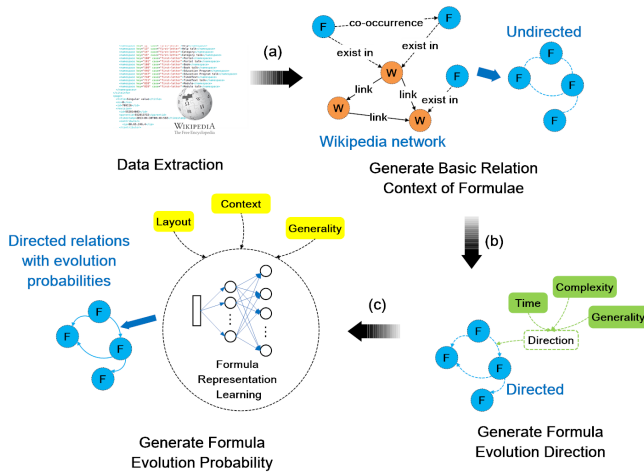 (a)
F
co-occurrence
F
exist in
exist in
W
F
link
link
exist in
W
link
W
Wikipedia network
Undirected
F
F
F
F
WIKIPEDIA
The Free Encyclopedia
Data Extraction
Generate Basic Relation
Context of Formulae
(b)
Time
Complexity
Generality
Direction
F
F
F
F
Directed
Generate Formula
Evolution Direction
(c)
Layout
Context
Generality
Formula
Representation
Learning
Directed relations
with evolution
probabilities
F
F
F
F
Generate Formula
Evolution Probability